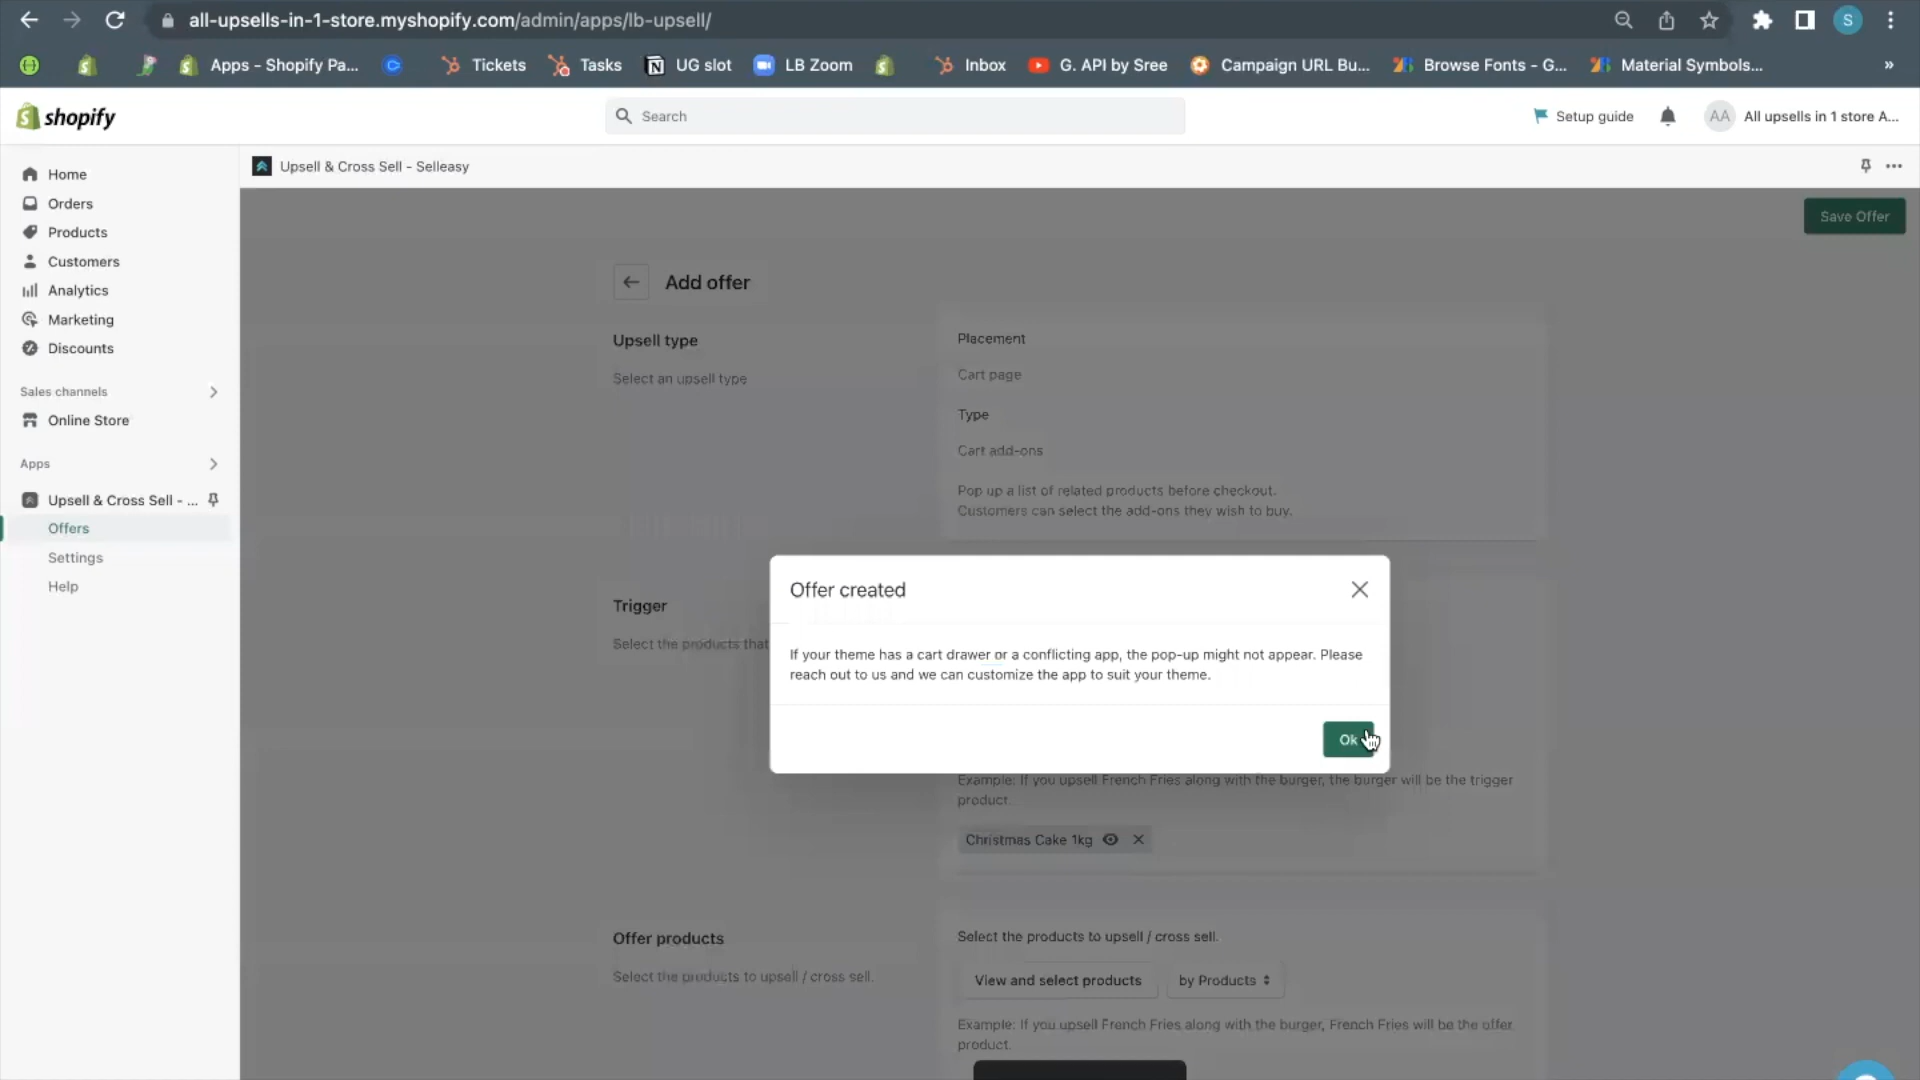 all-upsells-in-1-store.myshopify.com/admin/apps/lb-upsell/
S
Apps - Shopify Pa...
Tickets
Tasks
UG slot
LB Zoom
Inbox
G. API by Sree
Campaign URL Bu...
Browse Fonts - G...
Material Symbols...
»
shopify
Search
Setup guide
AA
All upsells in 1 store A...
Home
Orders
Products
Customers
Analytics
Marketing
Discounts
Sales channels
Online Store
Apps
Upsell & Cross Sell - ...
Offers
Settings
Help
Upsell & Cross Sell - Selleasy
Save Offer
Add offer
Upsell type
Select an upsell type
Placement
Cart page
Type
Cart add-ons
Pop up a list of related products before checkout.
Customers can select the add-ons they wish to buy.
Trigger
Select the products that
Offer created
If your theme has a cart drawer or a conflicting app, the pop-up might not appear. Please
reach out to us and we can customize the app to suit your theme.
Ok
Example: If you upsell French Fries along with the burger, the burger will be the trigger
product.
Christmas Cake 1kg
Offer products
Select the products to upsell / cross sell.
Select the products to upsell / cross sell.
View and select products
by Products
Example: If you upsell French Fries along with the burger, French Fries will be the offer
product.